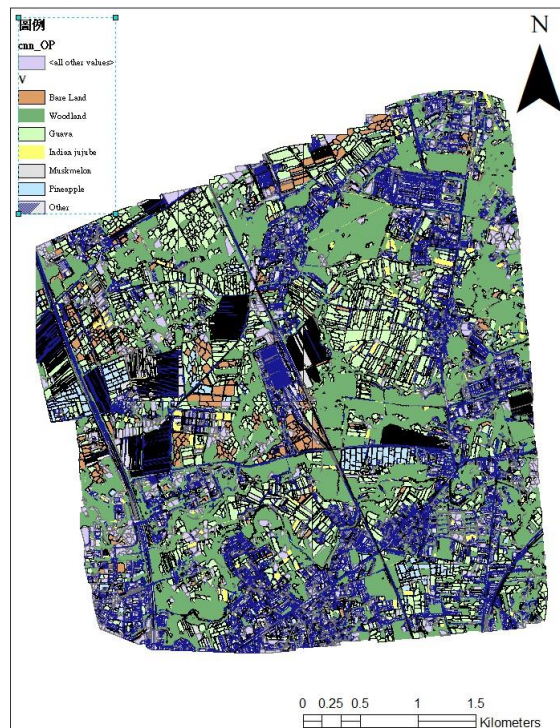 圖例
cnn_OP
<all other values>
V
Bare Land
Woodland
Guava
Indian jujube
Muskmelon
Pineapple
Other
N
0 0.25 0.5 1 1.5
Kilometers